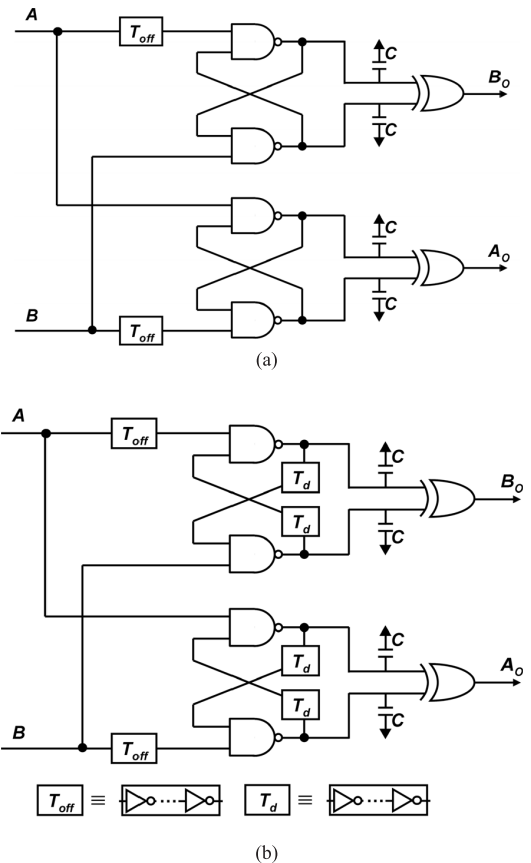 A
T_off
C
B_O
C
C
A_O
B
T_off
C
(a)
A
T_off
C
B_O
T_d
T_d
C
C
A_O
T_d
T_d
B
T_off
C
T_off ≡
T_d ≡
(b)